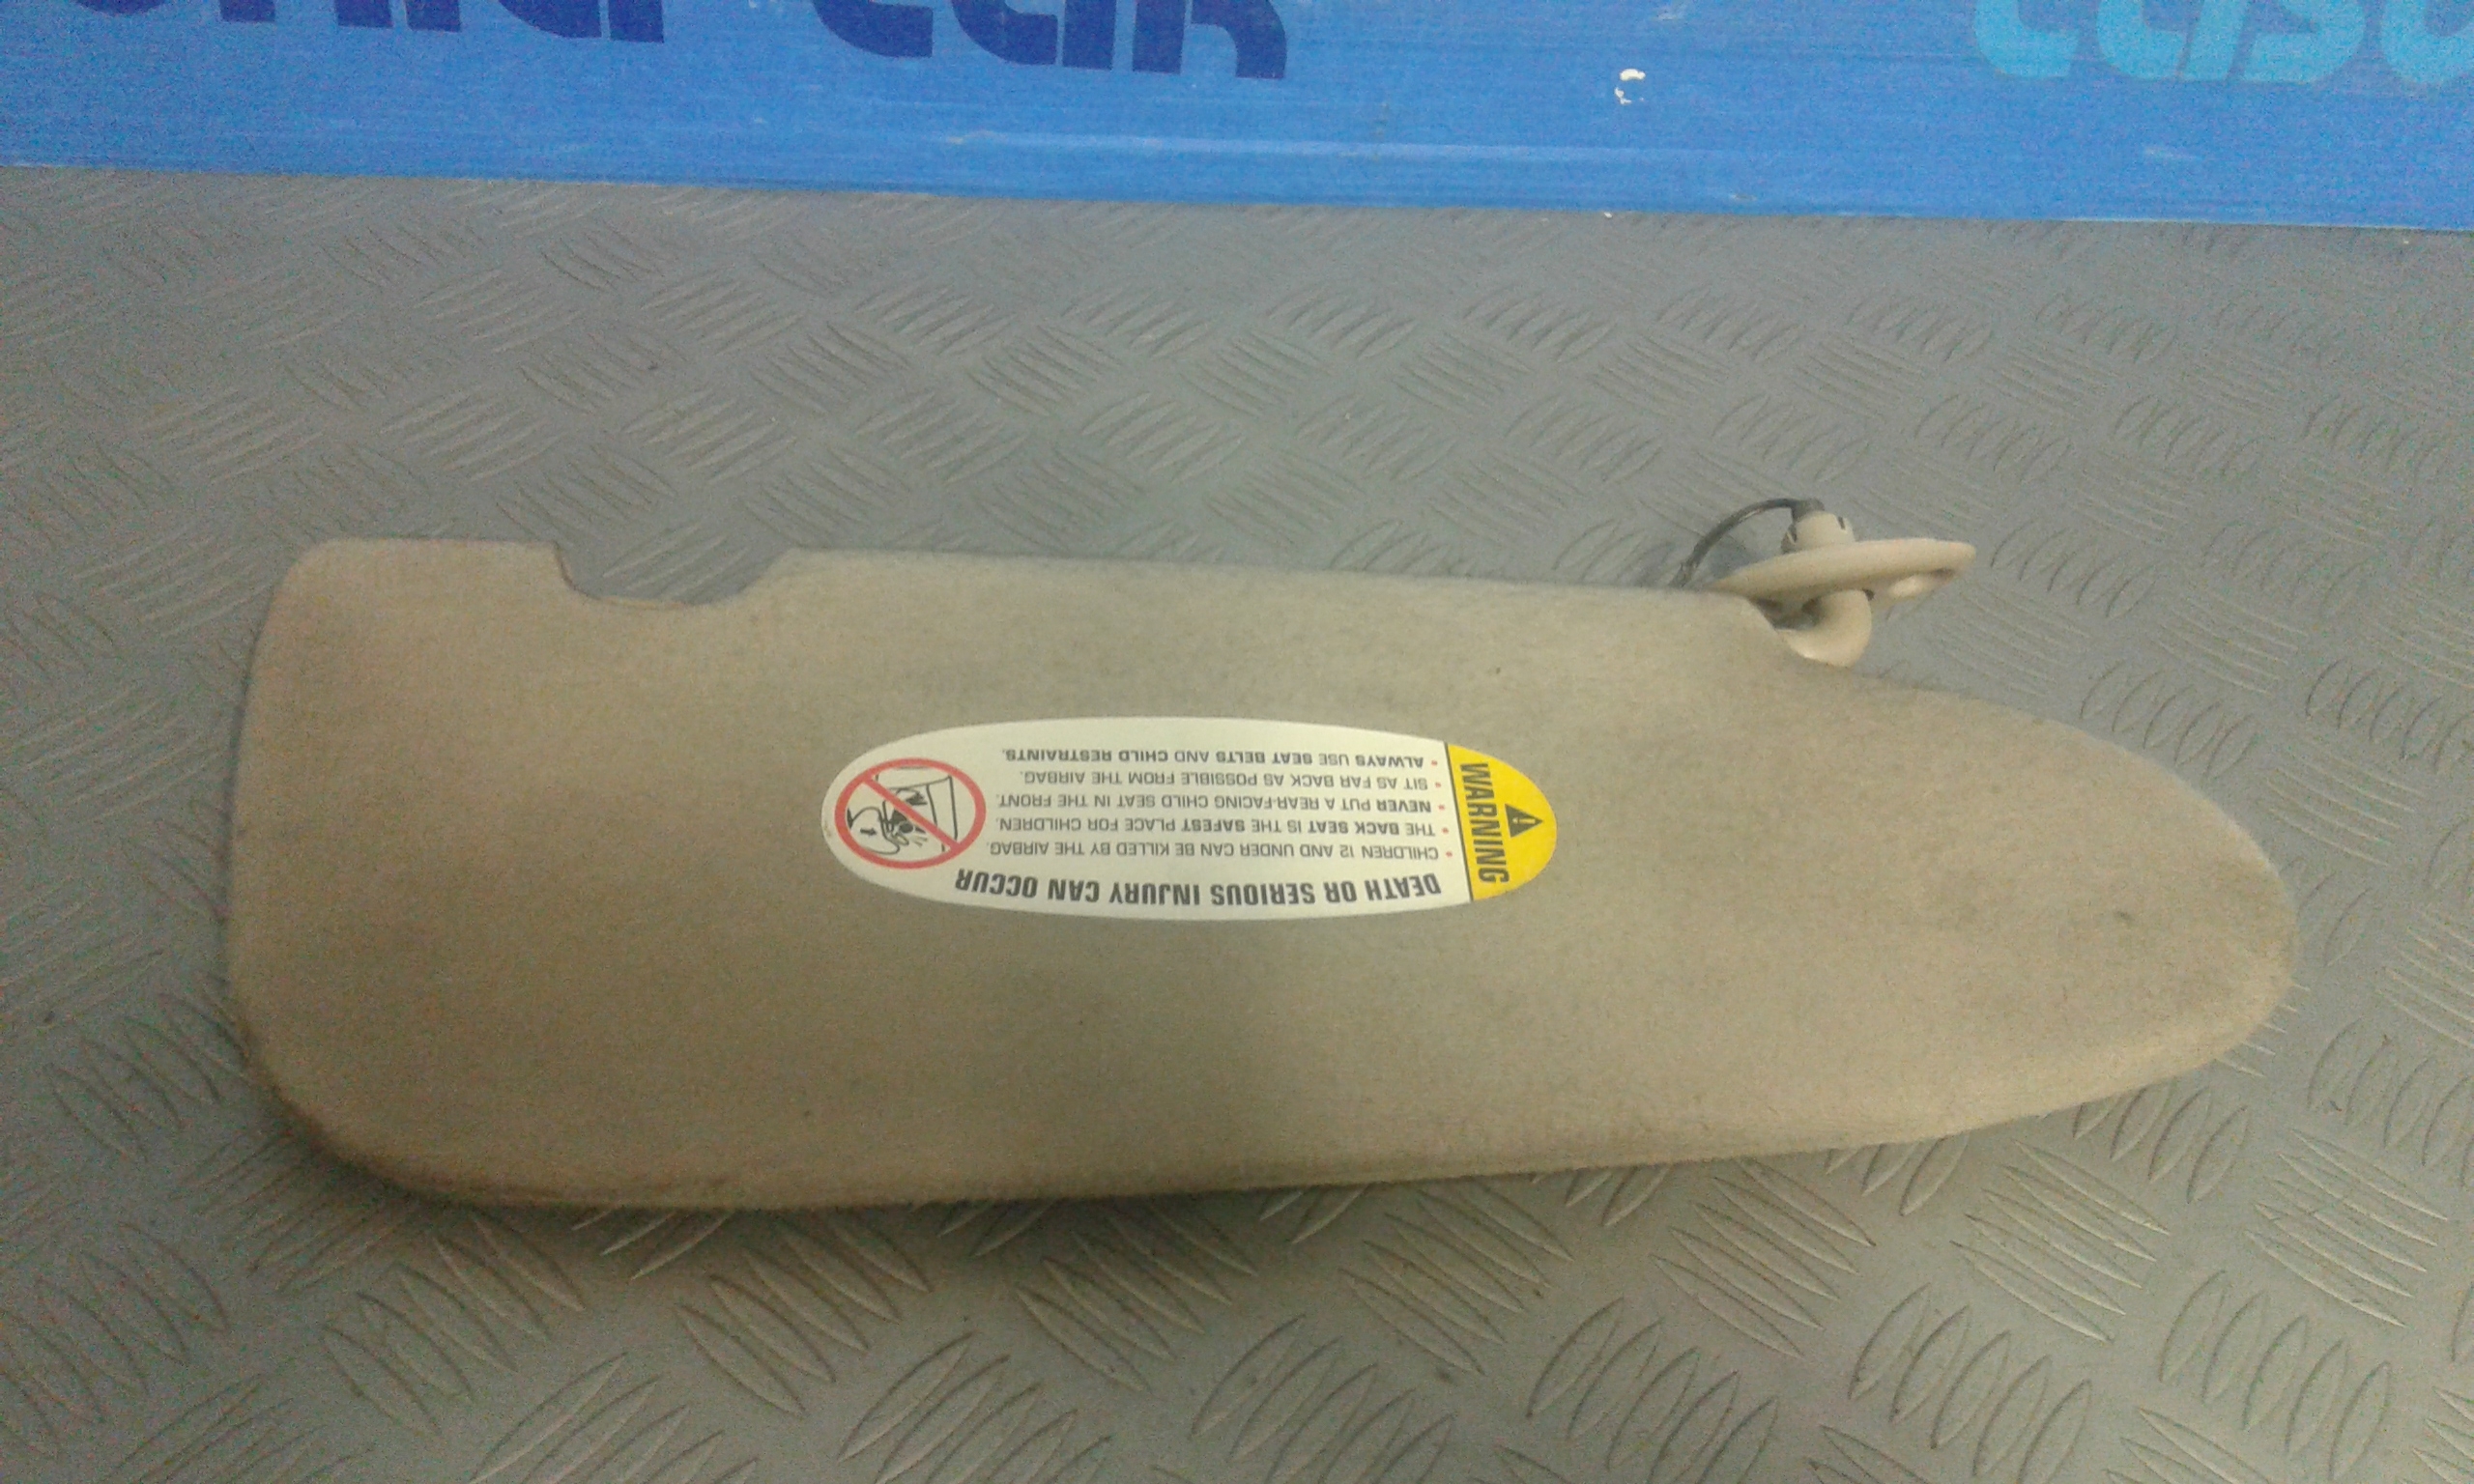 WARNING
DEATH OR SERIOUS INJURY CAN OCCUR
• CHILDREN 12 AND UNDER CAN BE KILLED BY THE AIRBAG.
• THE BACK SEAT IS THE SAFEST PLACE FOR CHILDREN.
• NEVER PUT A REAR-FACING CHILD SEAT IN THE FRONT.
• SIT AS FAR BACK AS POSSIBLE FROM THE AIRBAG.
• ALWAYS USE SEAT BELTS AND CHILD RESTRAINTS.